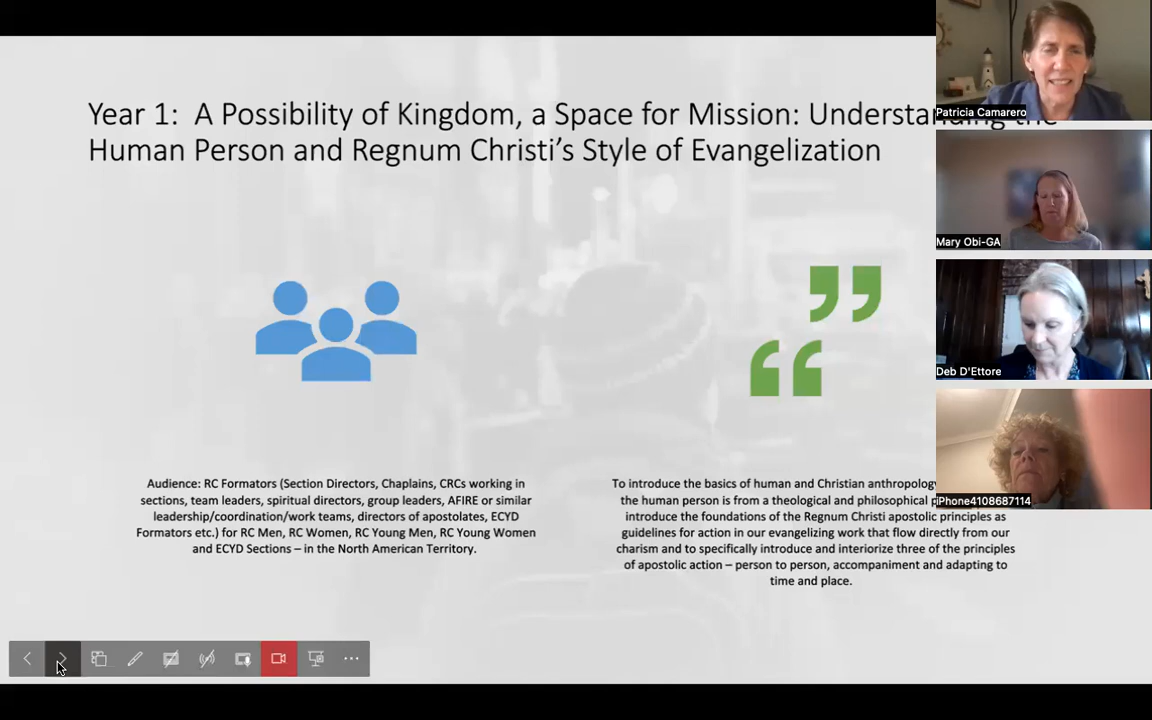 Year 1:  A Possibility of Kingdom, a Space for Mission: Understanding the
Human Person and Regnum Christi's Style of Evangelization
Audience: RC Formators (Section Directors, Chaplains, CRCs working in
sections, team leaders, spiritual directors, group leaders, AFIRE or similar
leadership/coordination/work teams, directors of apostolates, ECYD
Formators etc.) for RC Men, RC Women, RC Young Men, RC Young Women
and ECYD Sections – in the North American Territory.
To introduce the basics of human and Christian anthropology
the human person is from a theological and philosophical
introduce the foundations of the Regnum Christi apostolic principles as
guidelines for action in our evangelizing work that flow directly from our
charism and to specifically introduce and interiorize three of the principles
of apostolic action – person to person, accompaniment and adapting to
time and place.
Patricia Camarero
Mary Obi-GA
Deb D'Ettore
iPhone4108687114